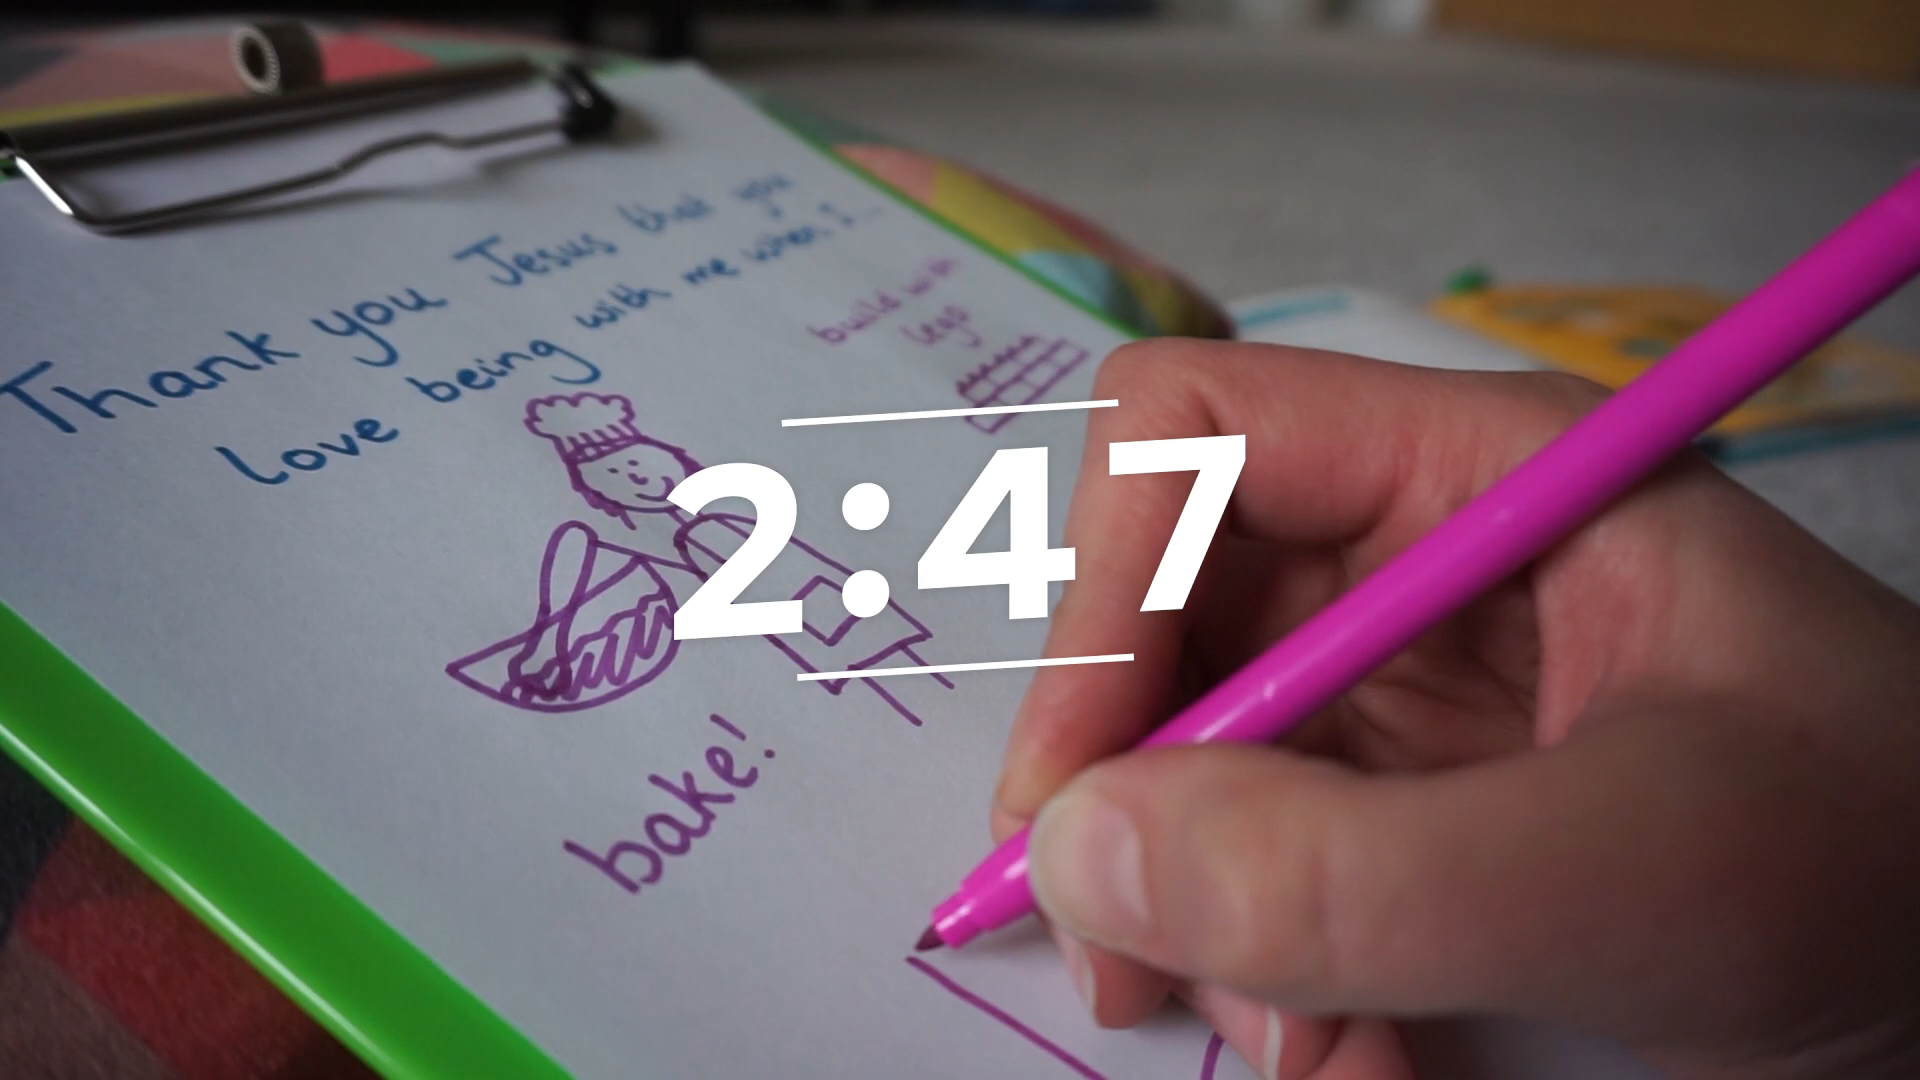 Thank you Jesus that you
love being with me when I...
build with
lego
2:47
bake!